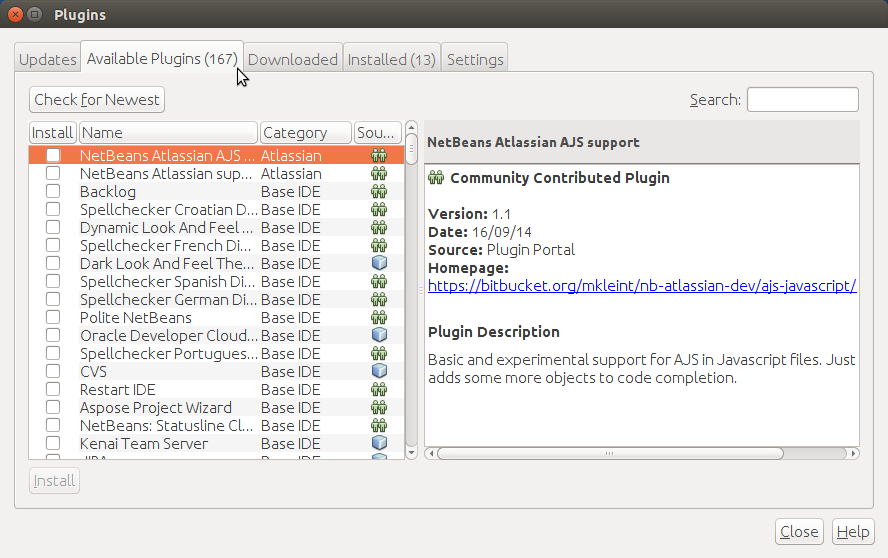 Plugins
Updates Available Plugins (167) Downloaded Installed (13) Settings
Check for Newest Search:
Install Name Category Sou...
NetBeans Atlassian AJS ... Atlassian
NetBeans Atlassian sup... Atlassian
Backlog Base IDE
Spellchecker Croatian D... Base IDE
Dynamic Look And Feel ... Base IDE
Spellchecker French Di... Base IDE
Dark Look And Feel The... Base IDE
Spellchecker Spanish Di... Base IDE
Spellchecker German Di... Base IDE
Polite NetBeans Base IDE
Oracle Developer Cloud... Base IDE
Spellchecker Portugues... Base IDE
CVS Base IDE
Restart IDE Base IDE
Aspose Project Wizard Base IDE
NetBeans: Statusline Cl... Base IDE
Kenai Team Server Base IDE
NetBeans Atlassian AJS support
Community Contributed Plugin
Version: 1.1
Date: 16/09/14
Source: Plugin Portal
Homepage:
https://bitbucket.org/mkleint/nb-atlassian-dev/ajs-javascript/
Plugin Description
Basic and experimental support for AJS in Javascript files. Just
adds some more objects to code completion.
Install
Close Help